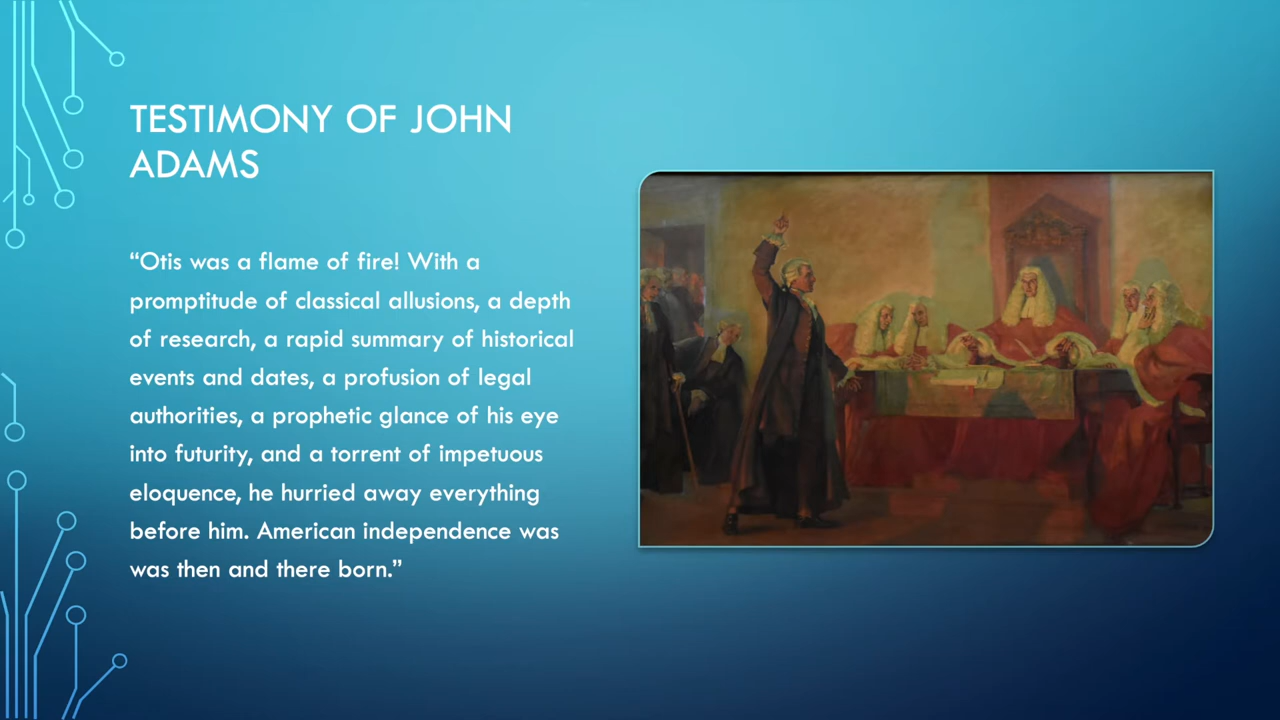 TESTIMONY OF JOHN
ADAMS
“Otis was a flame of fire! With a
promptitude of classical allusions, a depth
of research, a rapid summary of historical
events and dates, a profusion of legal
authorities, a prophetic glance of his eye
into futurity, and a torrent of impetuous
eloquence, he hurried away everything
before him. American independence was
was then and there born.”